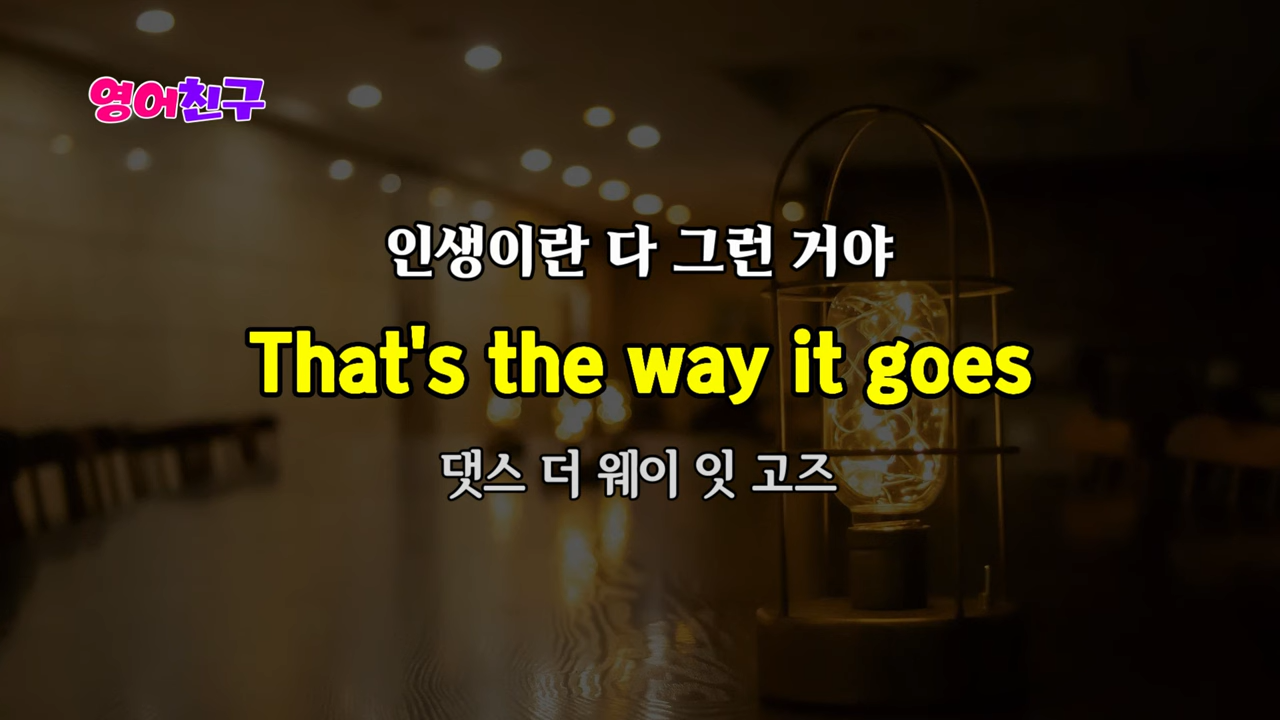 영어친구
인생이란 다 그런 거야
That's the way it goes
댓스 더 웨이 잇 고즈